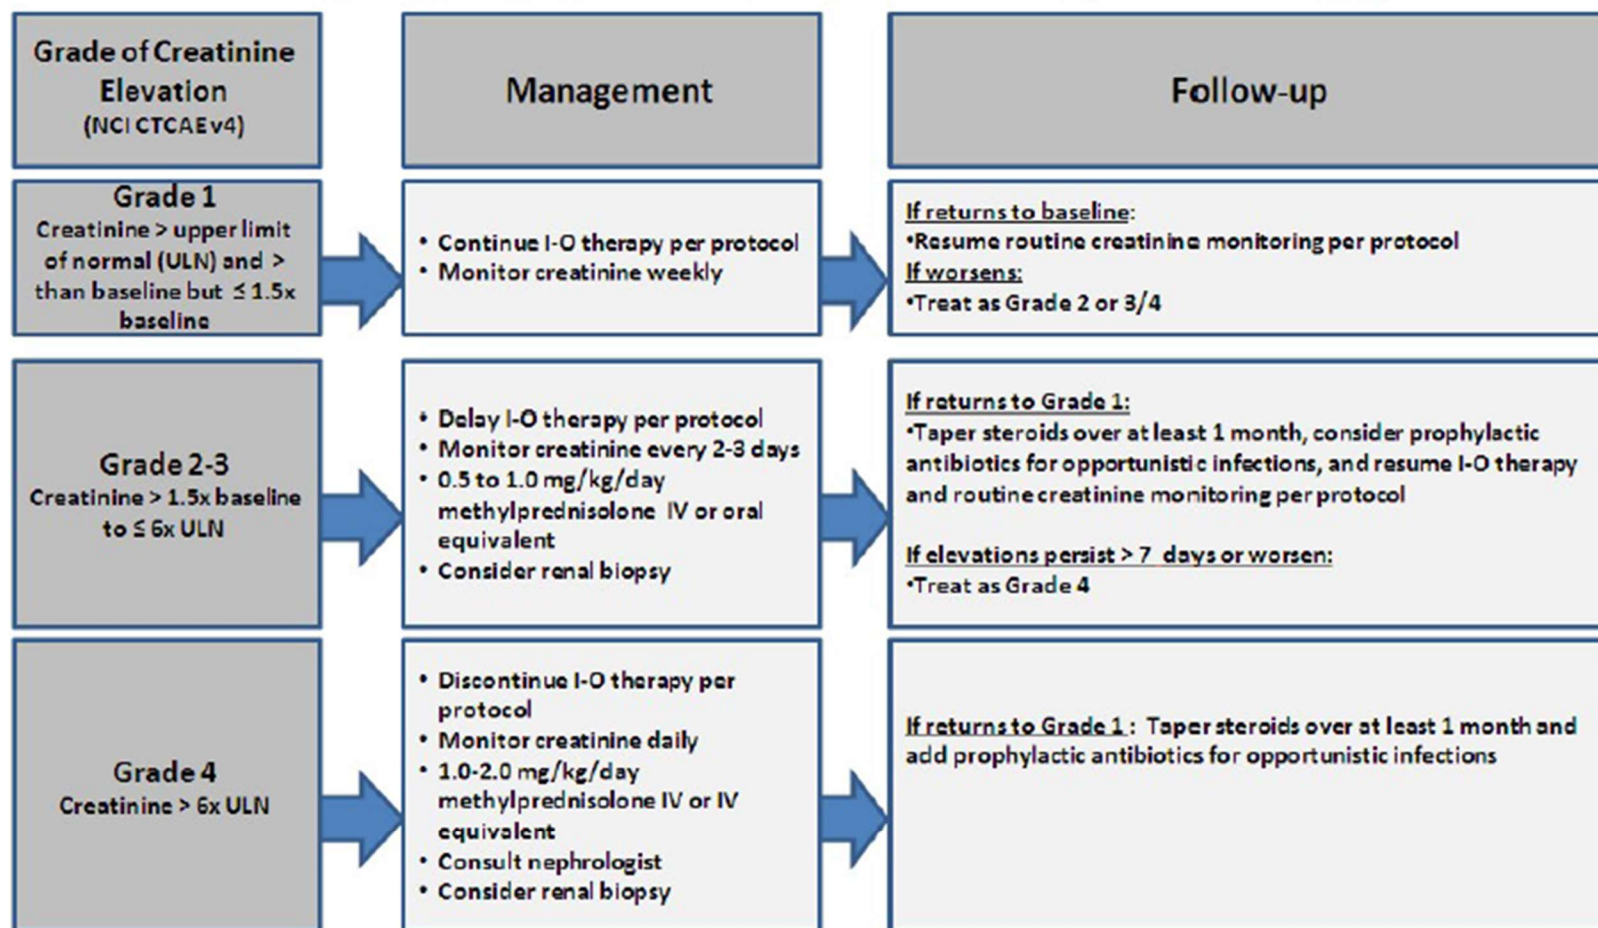 Grade of Creatinine
Elevation
(NCI CTCAE v4)
Management
Follow-up
Grade 1
Creatinine > upper limit
of normal (ULN) and >
than baseline but ≤ 1.5x
baseline
• Continue I-O therapy per protocol
• Monitor creatinine weekly
If returns to baseline:
•Resume routine creatinine monitoring per protocol
If worsens:
•Treat as Grade 2 or 3/4
Grade 2-3
Creatinine > 1.5x baseline
to ≤ 6x ULN
• Delay I-O therapy per protocol
• Monitor creatinine every 2-3 days
• 0.5 to 1.0 mg/kg/day
methylprednisolone IV or oral
equivalent
• Consider renal biopsy
If returns to Grade 1:
•Taper steroids over at least 1 month, consider prophylactic
antibiotics for opportunistic infections, and resume I-O therapy
and routine creatinine monitoring per protocol
If elevations persist > 7 days or worsen:
•Treat as Grade 4
Grade 4
Creatinine > 6x ULN
• Discontinue I-O therapy per
protocol
• Monitor creatinine daily
• 1.0-2.0 mg/kg/day
methylprednisolone IV or IV
equivalent
• Consult nephrologist
• Consider renal biopsy
If returns to Grade 1 : Taper steroids over at least 1 month and
add prophylactic antibiotics for opportunistic infections